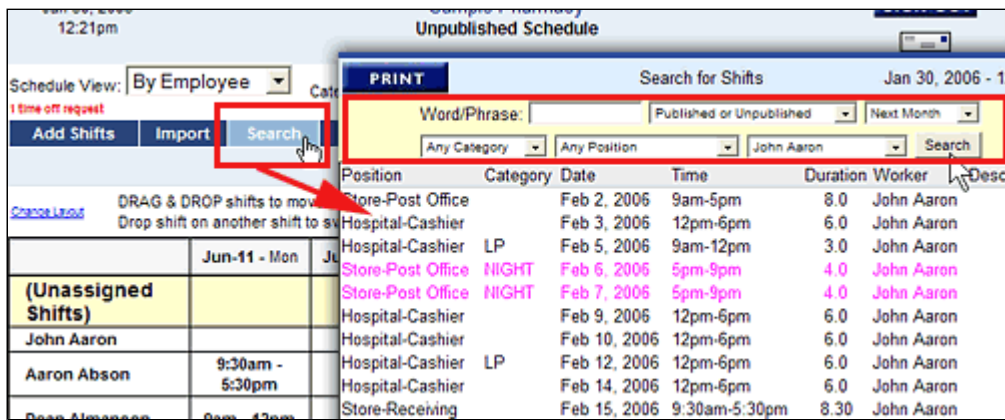 12:21pm
Unpublished Schedule
Schedule View: By Employee
1 time off request
Add Shifts Import Search
Change Layout
DRAG & DROP shifts to mov
Drop shift on another shift to sw
Jun-11 - Mon
(Unassigned
Shifts)
John Aaron
Aaron Abson
9:30am -
5:30pm
PRINT Search for Shifts Jan 30, 2006 - 1
Word/Phrase: Published or Unpublished Next Month
Any Category Any Position John Aaron Search
Position Category Date Time Duration Worker Desc
Store-Post Office Feb 2, 2006 9am-5pm 8.0 John Aaron
Hospital-Cashier Feb 3, 2006 12pm-6pm 6.0 John Aaron
Hospital-Cashier LP Feb 5, 2006 9am-12pm 3.0 John Aaron
Store-Post Office NIGHT Feb 6, 2006 5pm-9pm 4.0 John Aaron
Store-Post Office NIGHT Feb 7, 2006 5pm-9pm 4.0 John Aaron
Hospital-Cashier Feb 9, 2006 12pm-6pm 6.0 John Aaron
Hospital-Cashier Feb 10, 2006 12pm-6pm 6.0 John Aaron
Hospital-Cashier LP Feb 12, 2006 12pm-6pm 6.0 John Aaron
Hospital-Cashier Feb 14, 2006 12pm-6pm 6.0 John Aaron
Store-Receiving Feb 15, 2006 9:30am-5:30pm 8.30 John Aaron